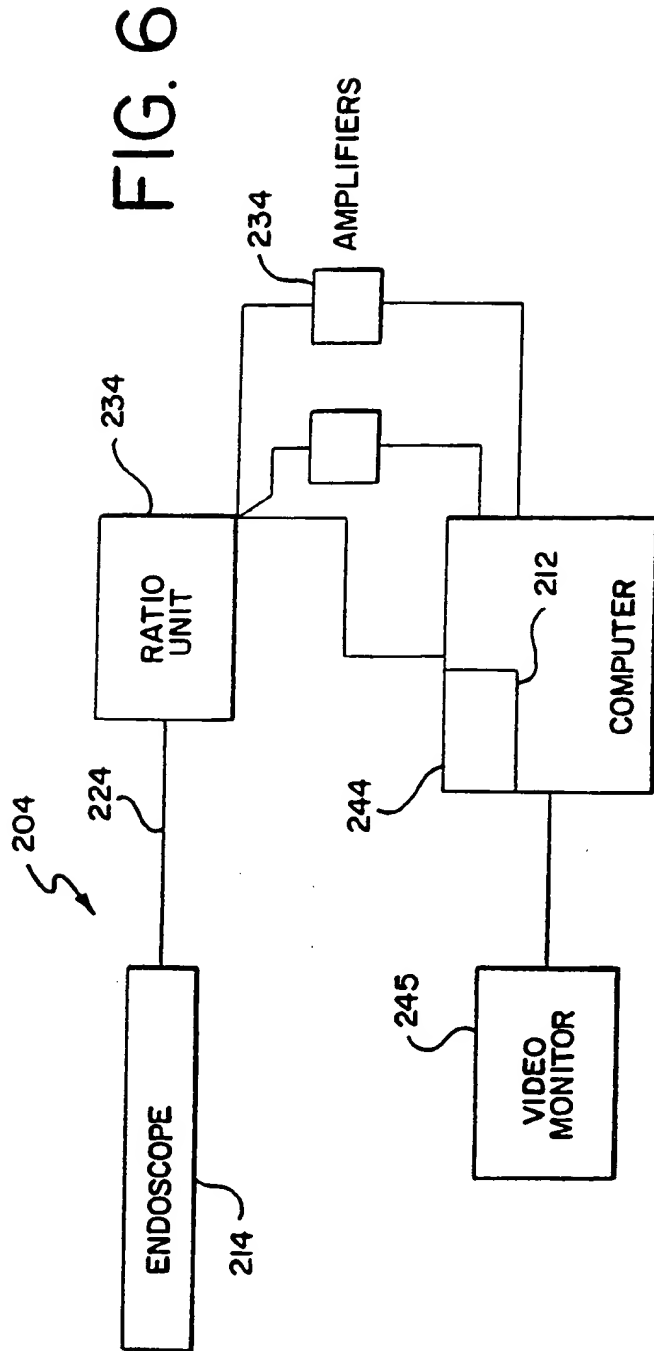 FIG. 6
204
224
234
234
ENDOSCOPE
214
RATIO
UNIT
AMPLIFIERS
245
VIDEO
MONITOR
244
212
COMPUTER